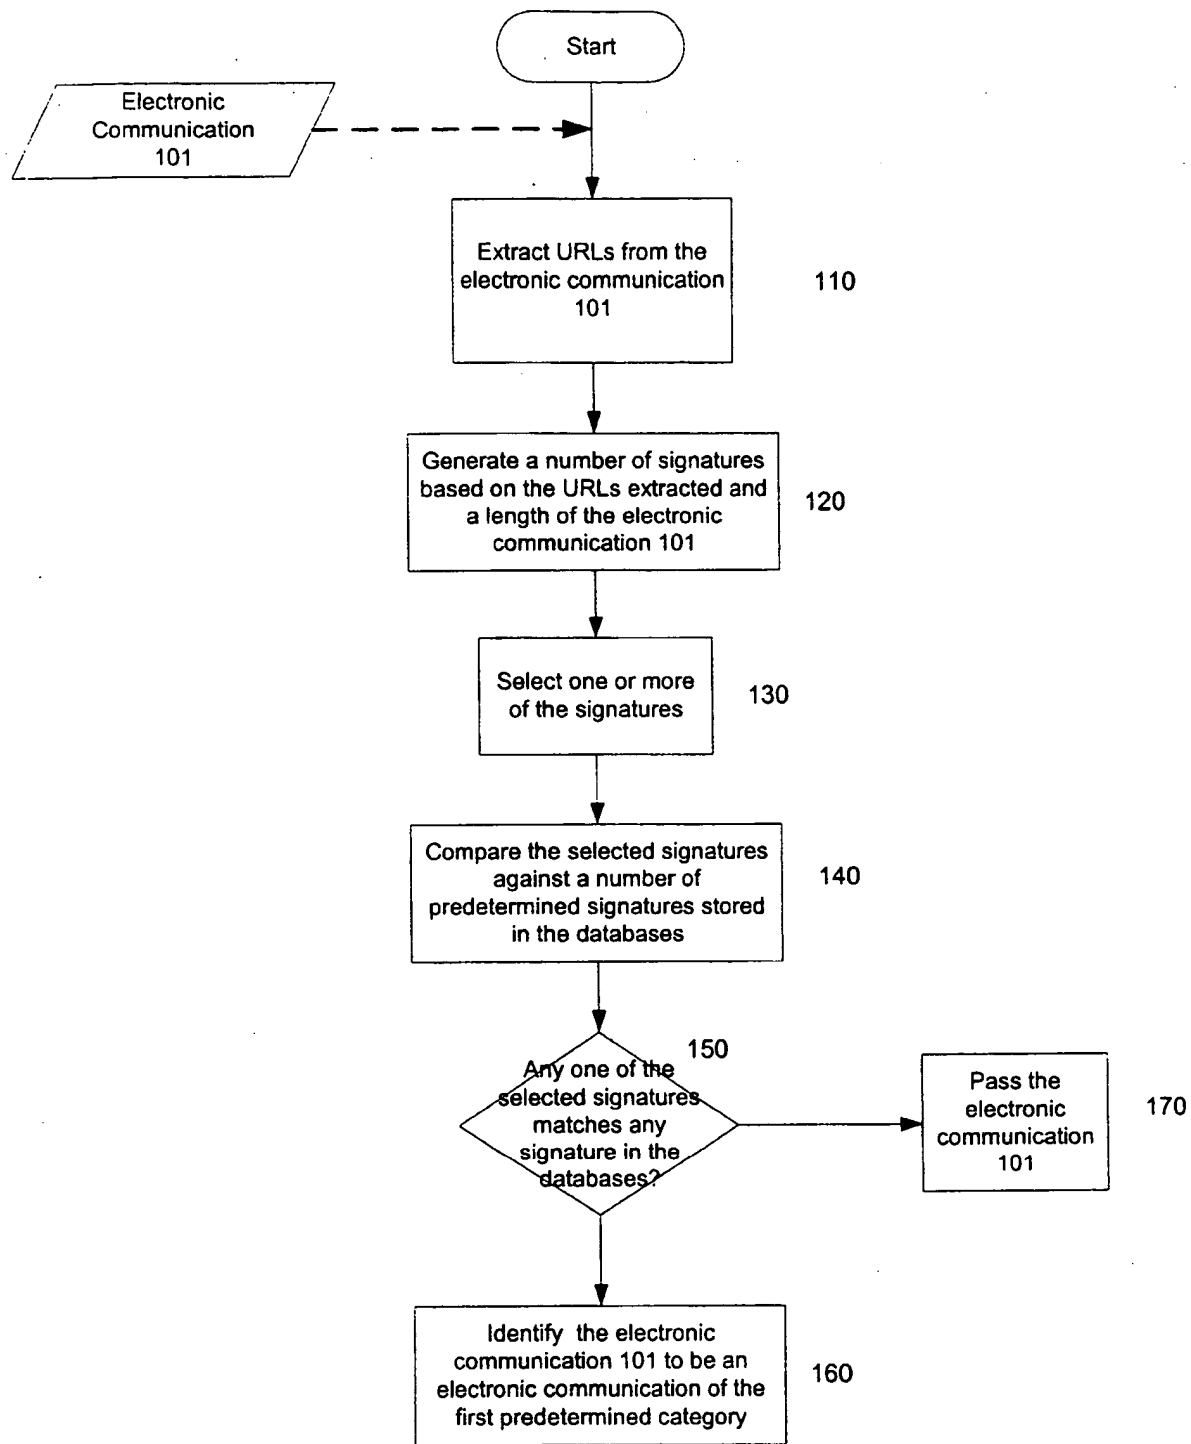 Start
Electronic
Communication
101
Extract URLs from the
electronic communication
101
110
Generate a number of signatures
based on the URLs extracted and
a length of the electronic
communication 101
120
Select one or more
of the signatures
130
Compare the selected signatures
against a number of
predetermined signatures stored
in the databases
140
150
Any one of the
selected signatures
matches any
signature in the
databases?
Pass the
electronic
communication
101
170
Identify the electronic
communication 101 to be an
electronic communication of the
first predetermined category
160